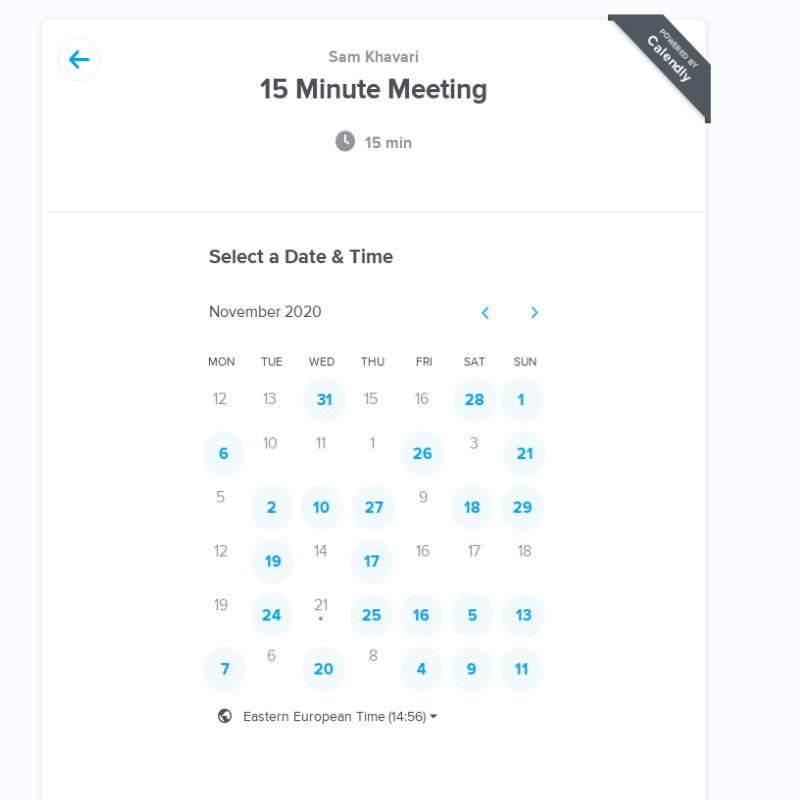 Sam Khavari
POWERED BY
Calendly
15 Minute Meeting
15 min
Select a Date & Time
November 2020
MON TUE WED THU FRI SAT SUN
12 13 31 15 16 28 1
6 10 11 1 26 3 21
5 2 10 27 9 18 29
12 19 14 17 16 17 18
19 24 21 25 16 5 13
7 6 20 8 4 9 11
Eastern European Time (14:56)